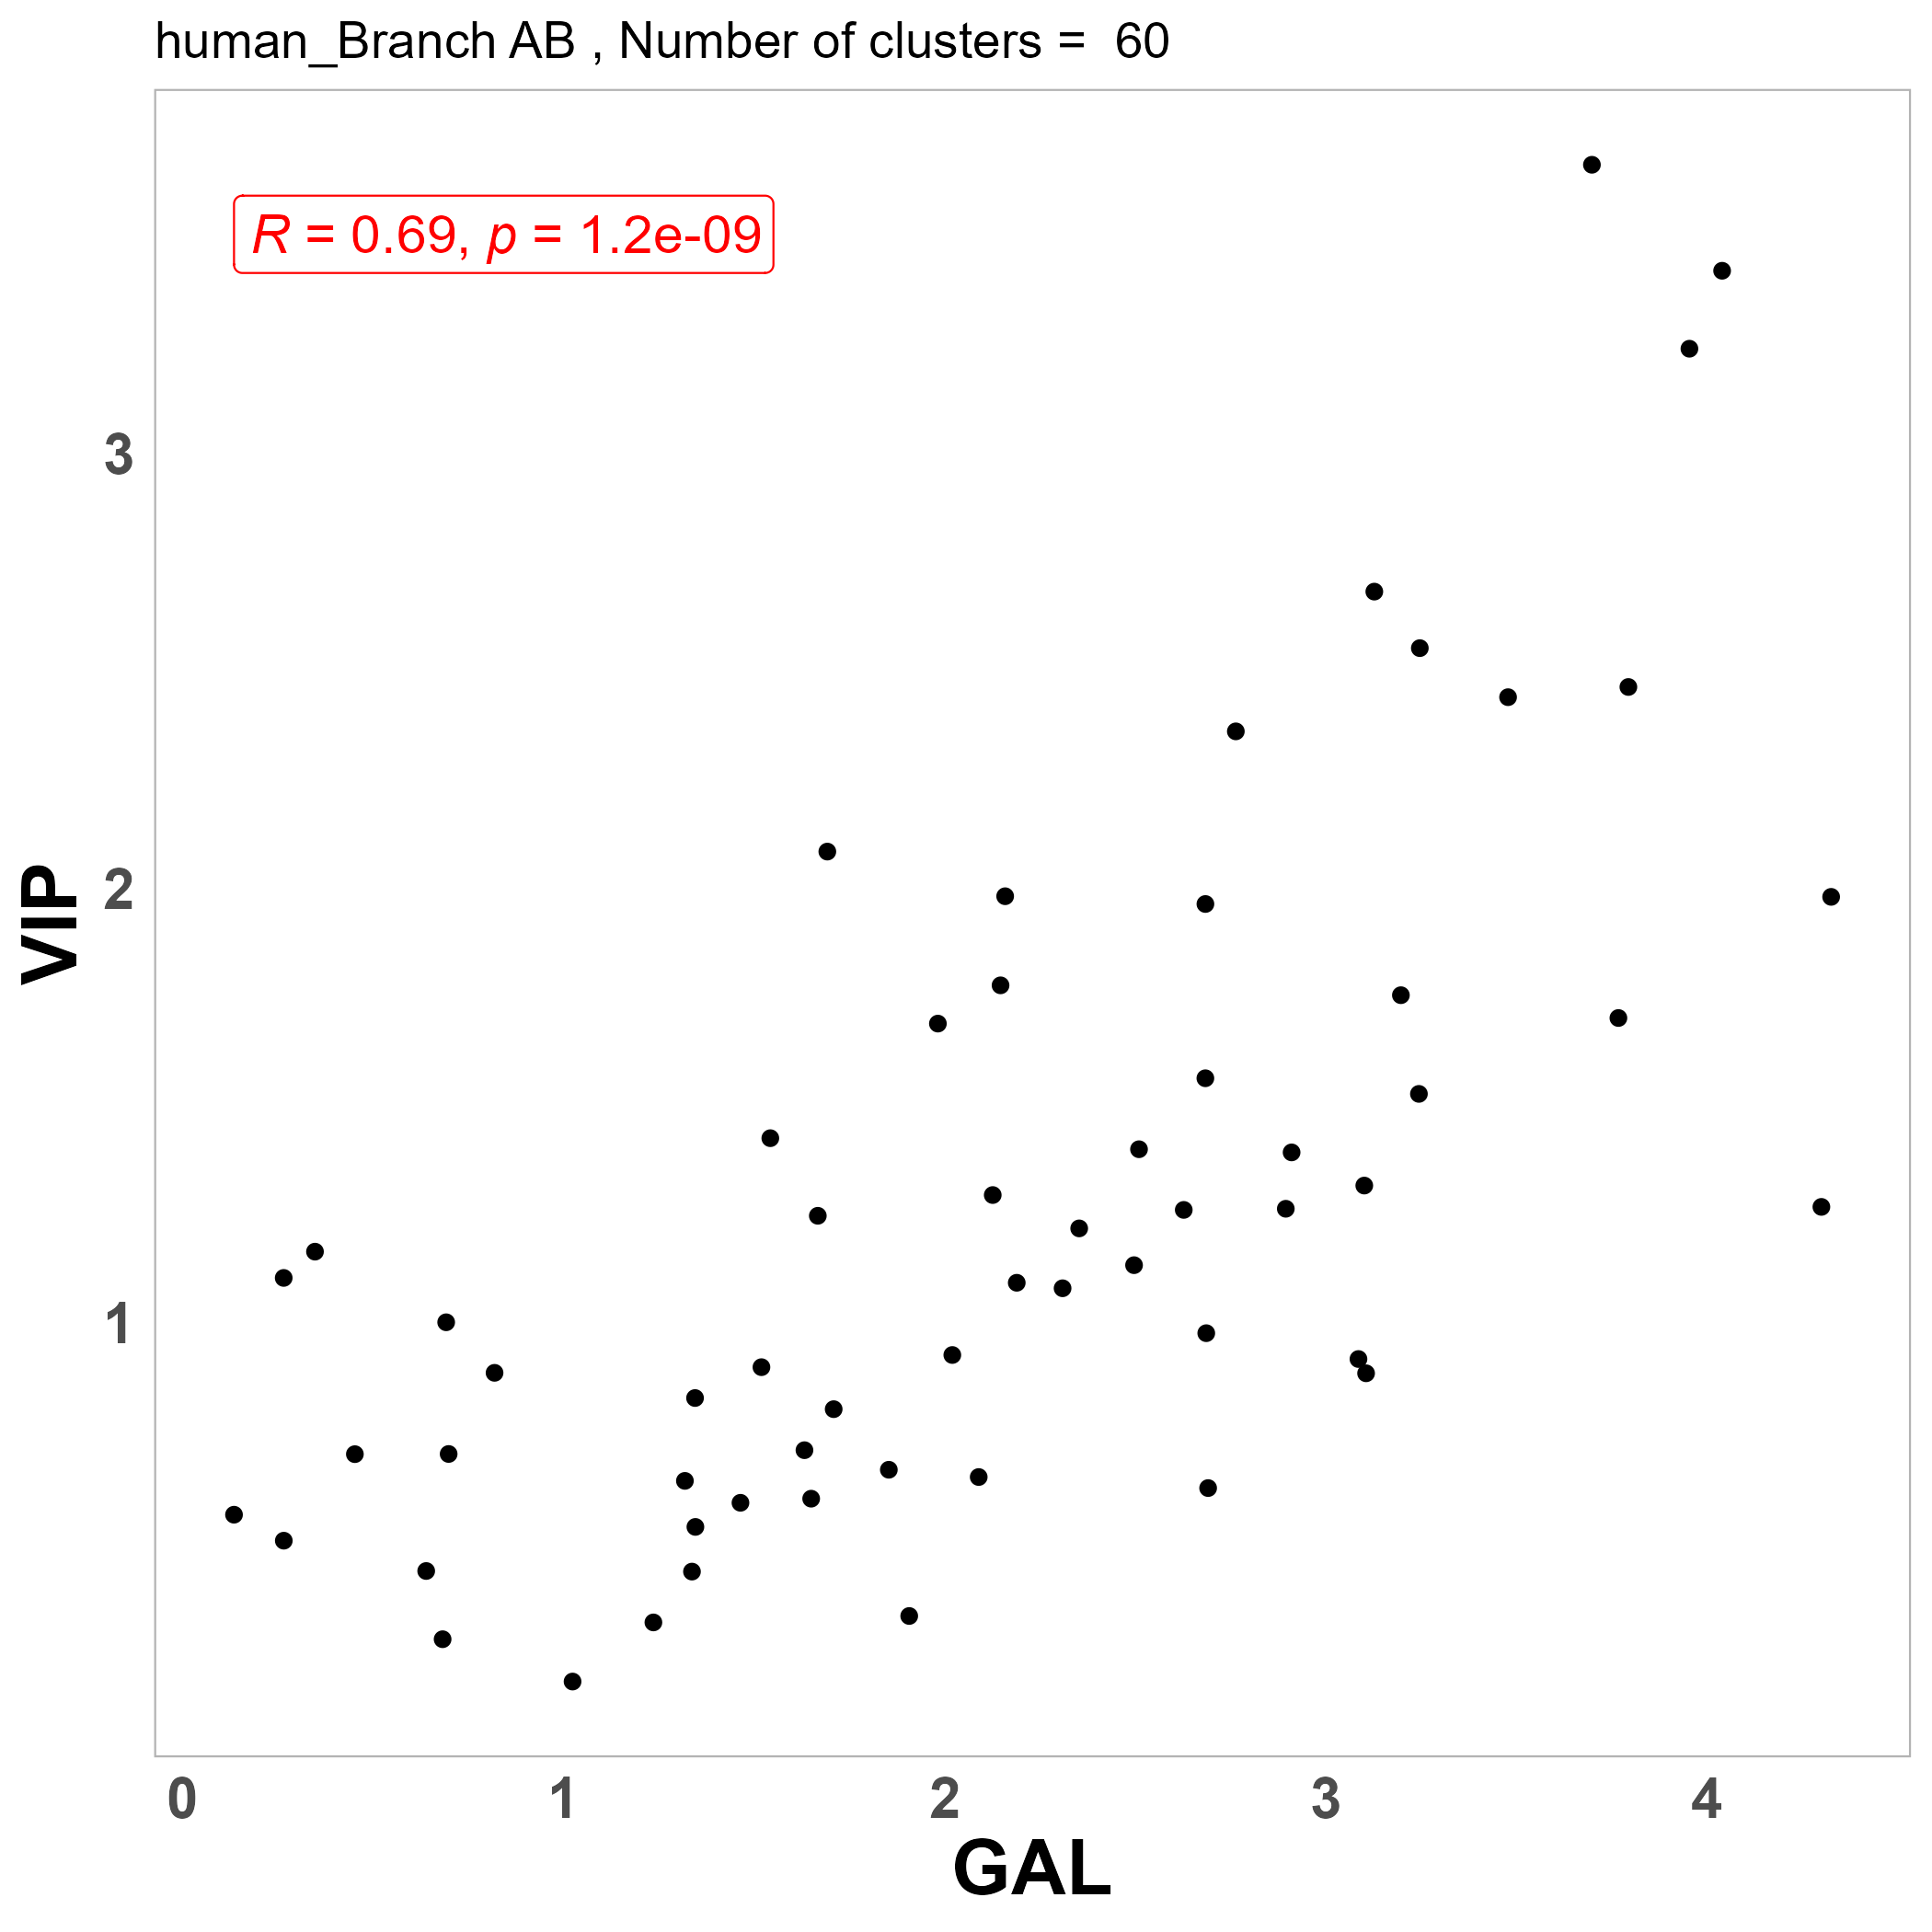 human_Branch AB , Number of clusters =  60
R = 0.69, p = 1.2e-09
3
2
1
VIP
0 1 2 3 4
GAL